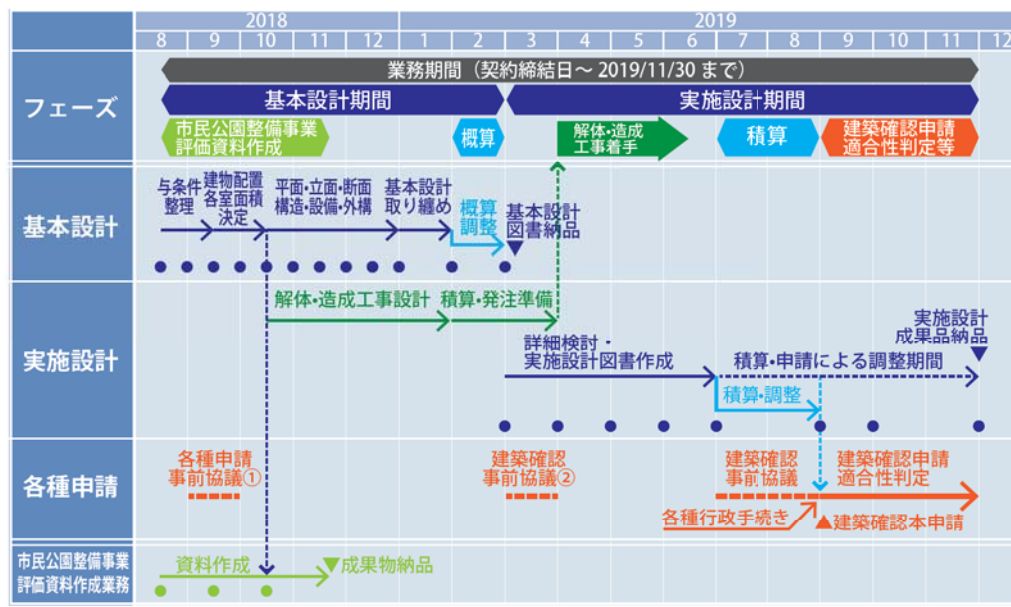 2018
2019
8
9
10
11
12
1
2
3
4
5
6
7
8
9
10
11
12
フェーズ
業務期間（契約締結日～2019/11/30まで）
基本設計期間
実施設計期間
市民公園整備事業
評価資料作成
概算
解体・造成
工事着手
積算
建築確認申請
適合性判定等
基本設計
与条件
整理
建物配置
各室面積
決定
平面・立面・断面
構造・設備・外構
基本設計
取り纏め
概算
調整
基本設計
図書納品
実施設計
解体・造成工事設計
積算・発注準備
詳細検討・
実施設計図書作成
積算・申請による調整期間
実施設計
成果品納品
積算・調整
各種申請
各種申請
事前協議①
建築確認
事前協議②
建築確認
事前協議
建築確認申請
適合性判定
各種行政手続き
▲建築確認本申請
市民公園整備事業
評価資料作成業務
資料作成
▼成果物納品